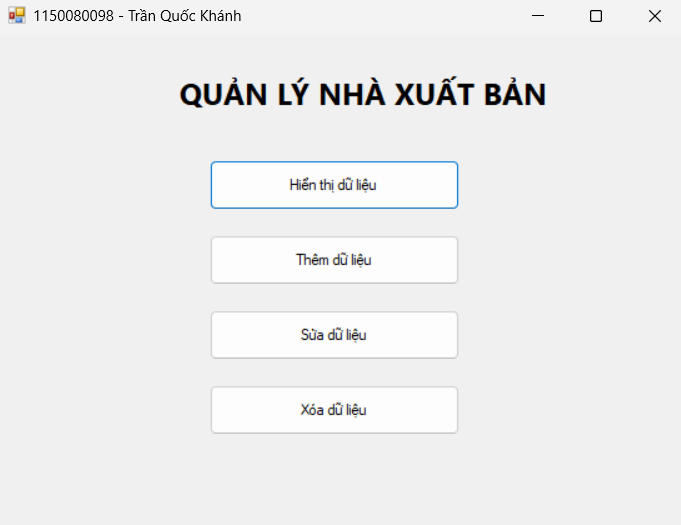 1150080098 - Trần Quốc Khánh
QUẢN LÝ NHÀ XUẤT BẢN
Hiển thị dữ liệu
Thêm dữ liệu
Sửa dữ liệu
Xóa dữ liệu